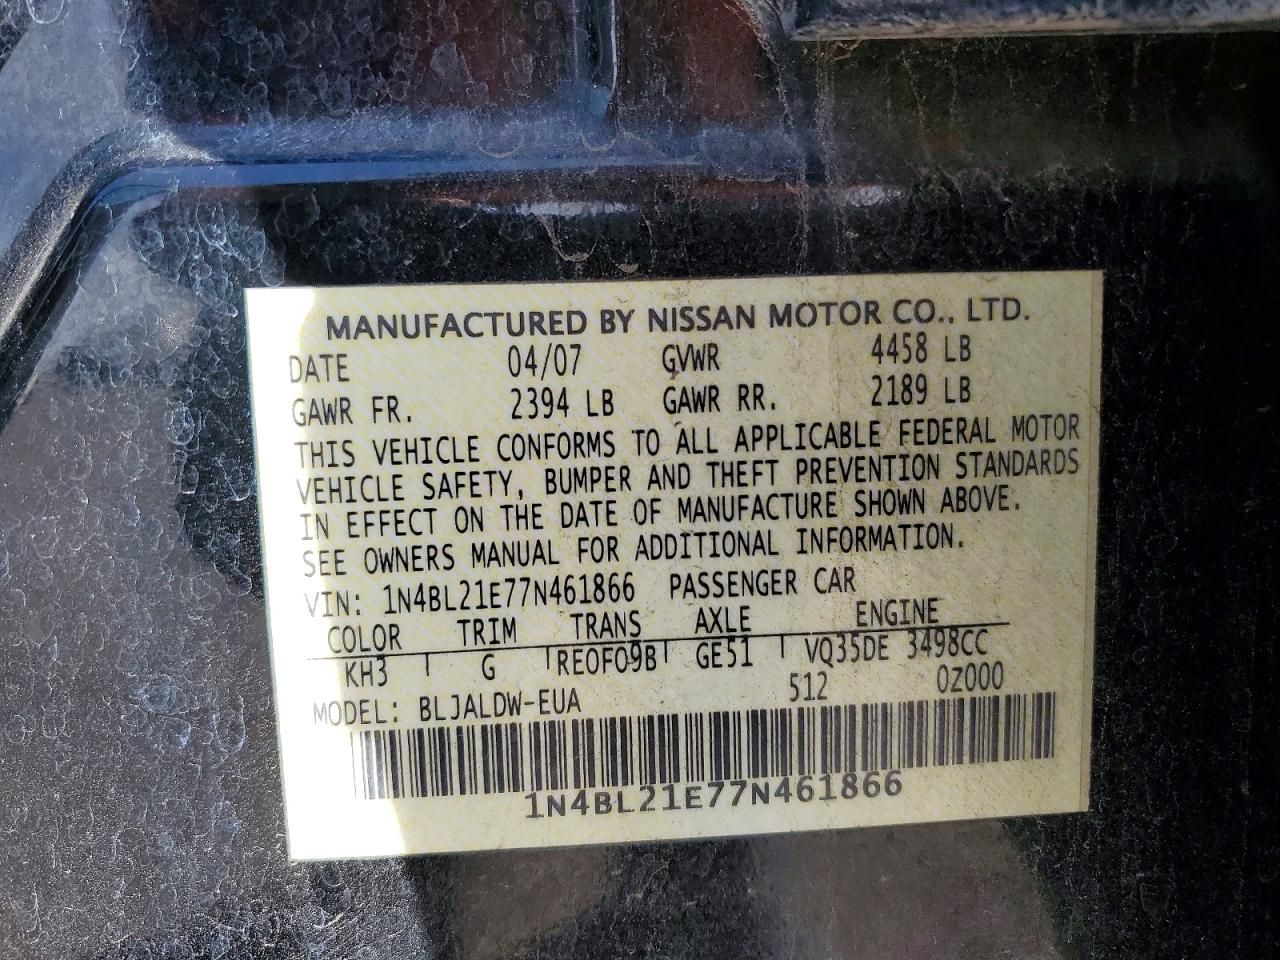 MANUFACTURED BY NISSAN MOTOR CO., LTD.
DATE 04/07 GVWR 4458 LB
GAWR FR. 2394 LB GAWR RR. 2189 LB
THIS VEHICLE CONFORMS TO ALL APPLICABLE FEDERAL MOTOR
VEHICLE SAFETY, BUMPER AND THEFT PREVENTION STANDARDS
IN EFFECT ON THE DATE OF MANUFACTURE SHOWN ABOVE.
SEE OWNERS MANUAL FOR ADDITIONAL INFORMATION.
VIN: 1N4BL21E77N461866 PASSENGER CAR
COLOR TRIM TRANS AXLE ENGINE
KH3 G RE0F09B GE51 VQ35DE 3498CC
MODEL: BLJALDW-EUA 512 0Z000
1N4BL21E77N461866